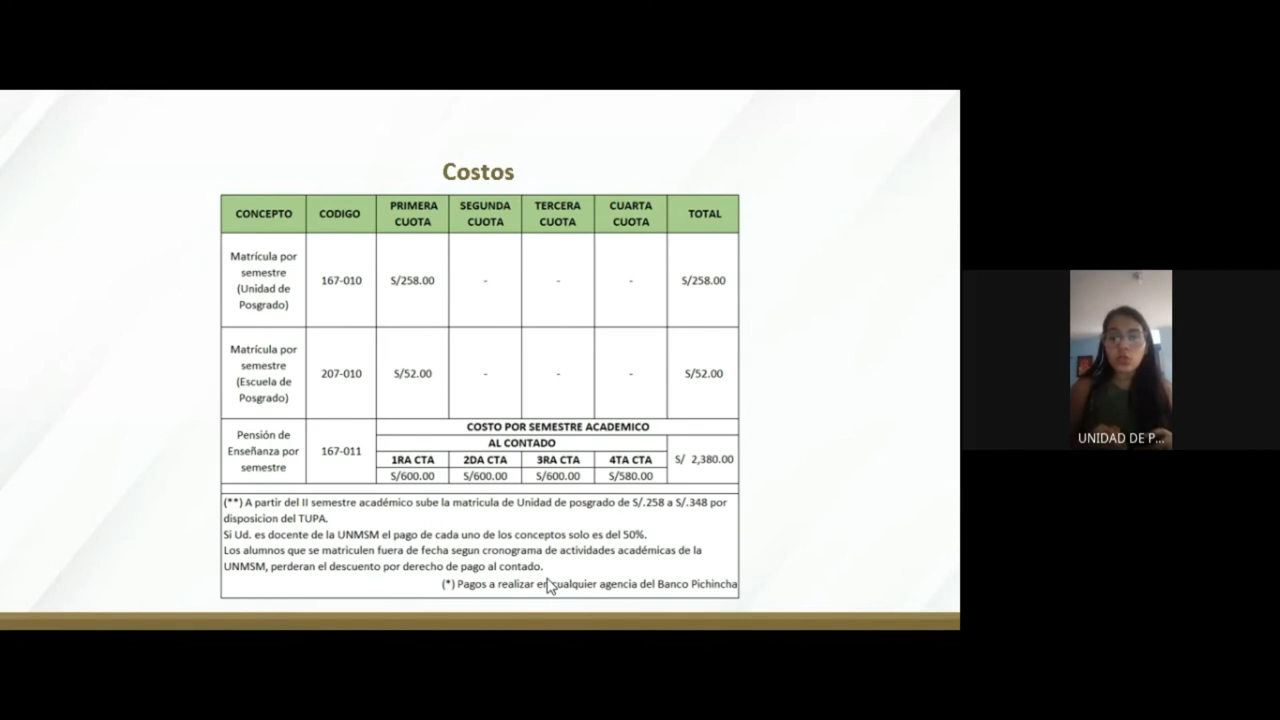 Costos
CONCEPTO CODIGO PRIMERA CUOTA SEGUNDA CUOTA TERCERA CUOTA CUARTA CUOTA TOTAL
Matrícula por
semestre
(Unidad de
Posgrado)
167-010 S/258.00 - - - S/258.00
Matrícula por
semestre
(Escuela de
Posgrado)
207-010 S/52.00 - - - S/52.00
Pensión de
Enseñanza por
semestre
167-011
COSTO POR SEMESTRE ACADEMICO
AL CONTADO
1RA CTA 2DA CTA 3RA CTA 4TA CTA
S/600.00 S/600.00 S/600.00 S/580.00
S/ 2,380.00
(**) A partir del II semestre académico sube la matricula de Unidad de posgrado de S/.258 a S/.348 por
disposicion del TUPA.
Si Ud. es docente de la UNMSM el pago de cada uno de los conceptos solo es del 50%.
Los alumnos que se matriculen fuera de fecha segun cronograma de actividades académicas de la
UNMSM, perderan el descuento por derecho de pago al contado.
(*) Pagos a realizar en cualquier agencia del Banco Pichincha
UNIDAD DE P...